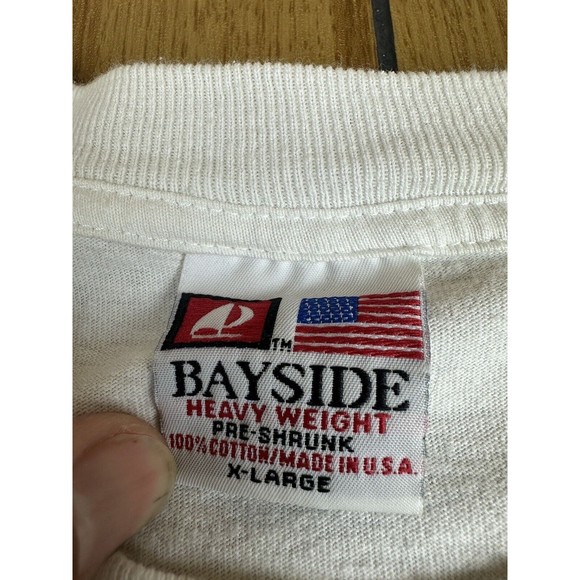 TM
BAYSIDE
HEAVY WEIGHT
PRE-SHRUNK
100% COTTON/MADE IN U.S.A.
X-LARGE